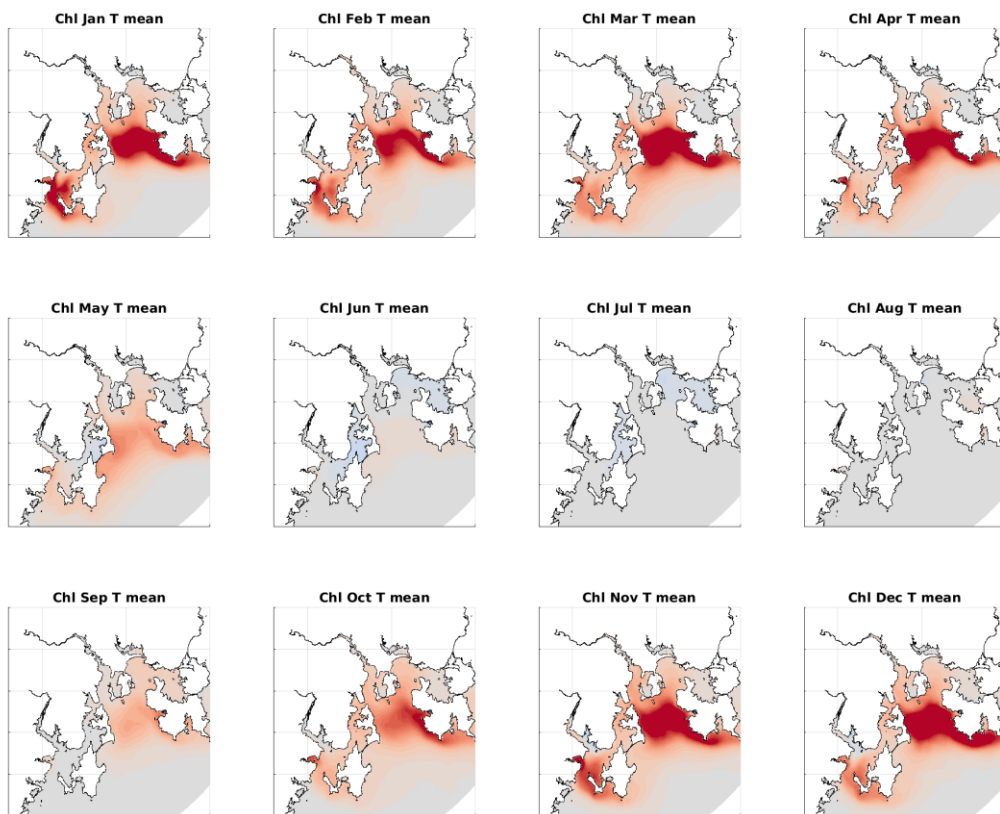 Chl Jan T mean
Chl Feb T mean
Chl Mar T mean
Chl Apr T mean
Chl May T mean
Chl Jun T mean
Chl Jul T mean
Chl Aug T mean
Chl Sep T mean
Chl Oct T mean
Chl Nov T mean
Chl Dec T mean